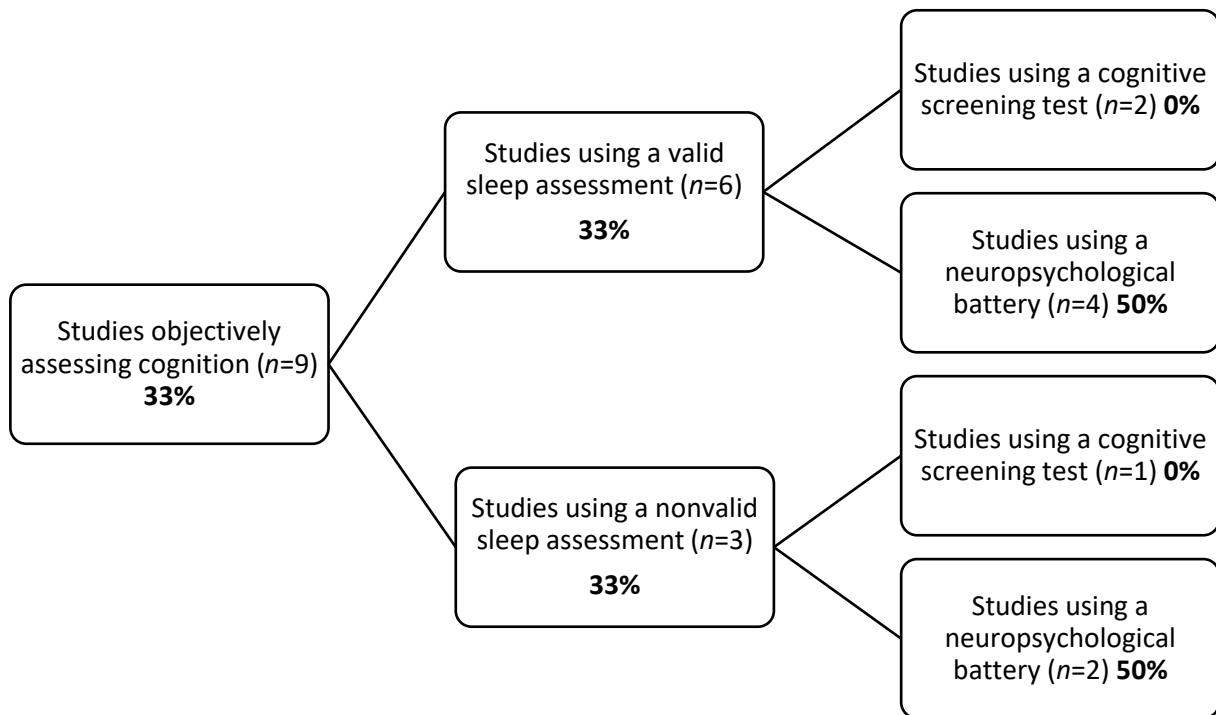 Studies objectively
assessing cognition (n=9)
33%
Studies using a valid
sleep assessment (n=6)
33%
Studies using a nonvalid
sleep assessment (n=3)
33%
Studies using a cognitive
screening test (n=2) 0%
Studies using a
neuropsychological
battery (n=4) 50%
Studies using a cognitive
screening test (n=1) 0%
Studies using a
neuropsychological
battery (n=2) 50%